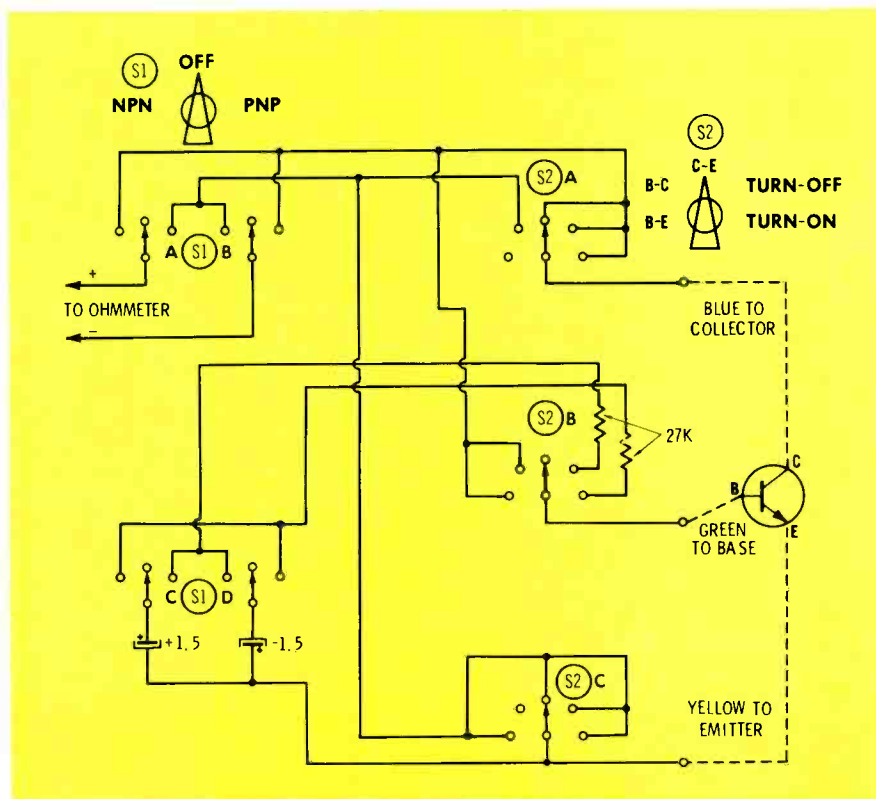 S1 OFF
NPN PNP
S2
C-E
S2 A B-C TURN-OFF
B-E TURN-ON
A S1 B
+
TO OHMMETER
−
BLUE TO
COLLECTOR
S2 B
27K
C
B
E
GREEN
TO BASE
C S1 D
+ +1.5 -1.5 +
S2 C
YELLOW TO
EMITTER